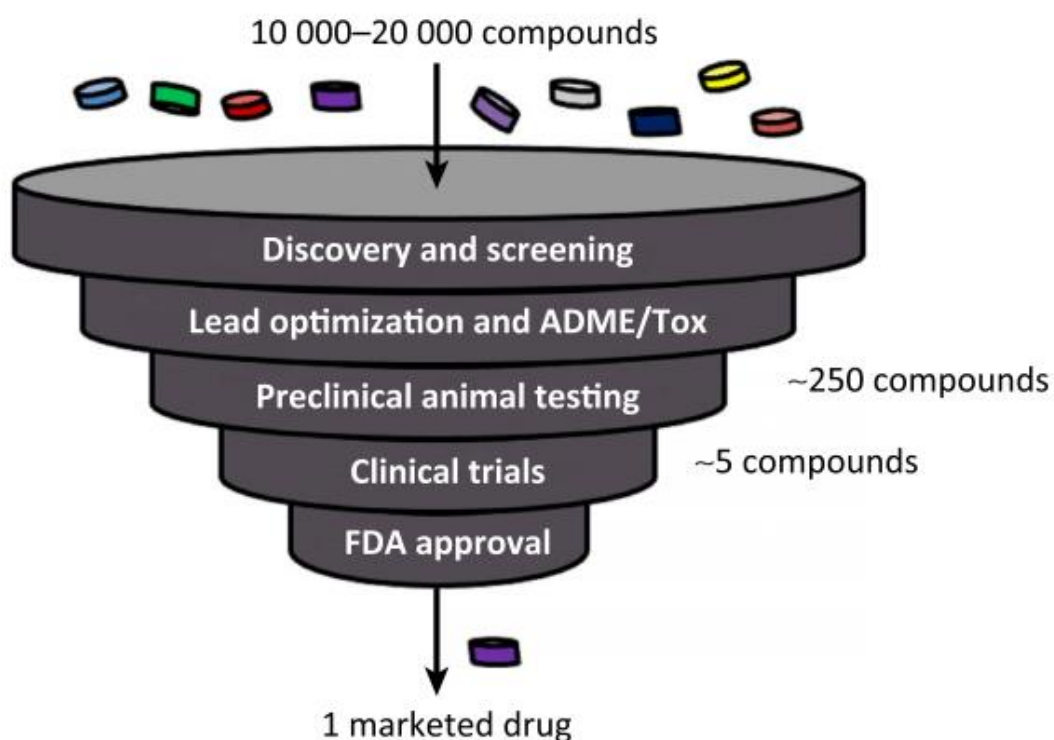 10 000–20 000 compounds
Discovery and screening
Lead optimization and ADME/Tox
~250 compounds
Preclinical animal testing
~5 compounds
Clinical trials
FDA approval
1 marketed drug